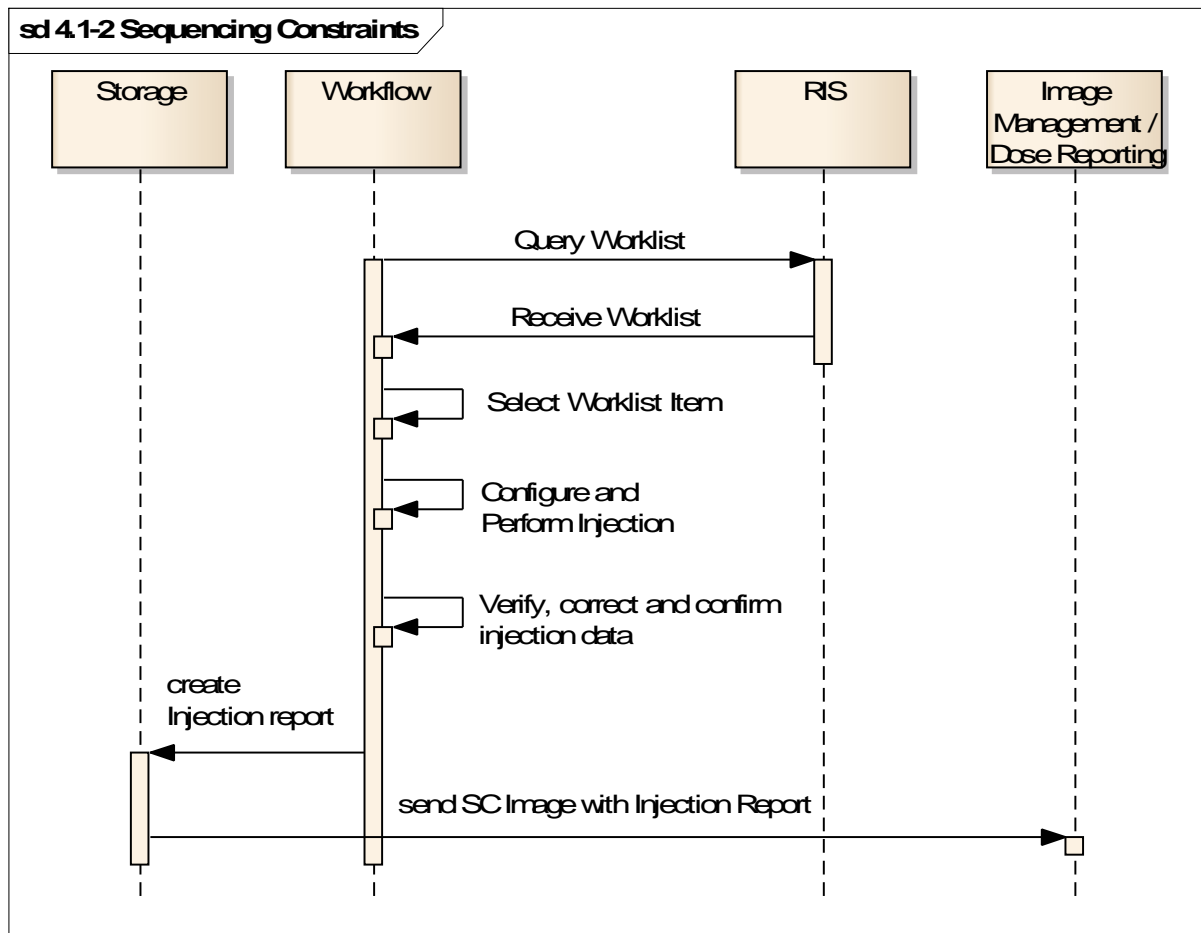 sd 4.1-2 Sequencing Constraints
Storage
Workflow
RIS
Image
Management /
Dose Reporting
Query Worklist
Receive Worklist
Select Worklist Item
Configure and
Perform Injection
Verify, correct and confirm
injection data
create
Injection report
send SC Image with Injection Report